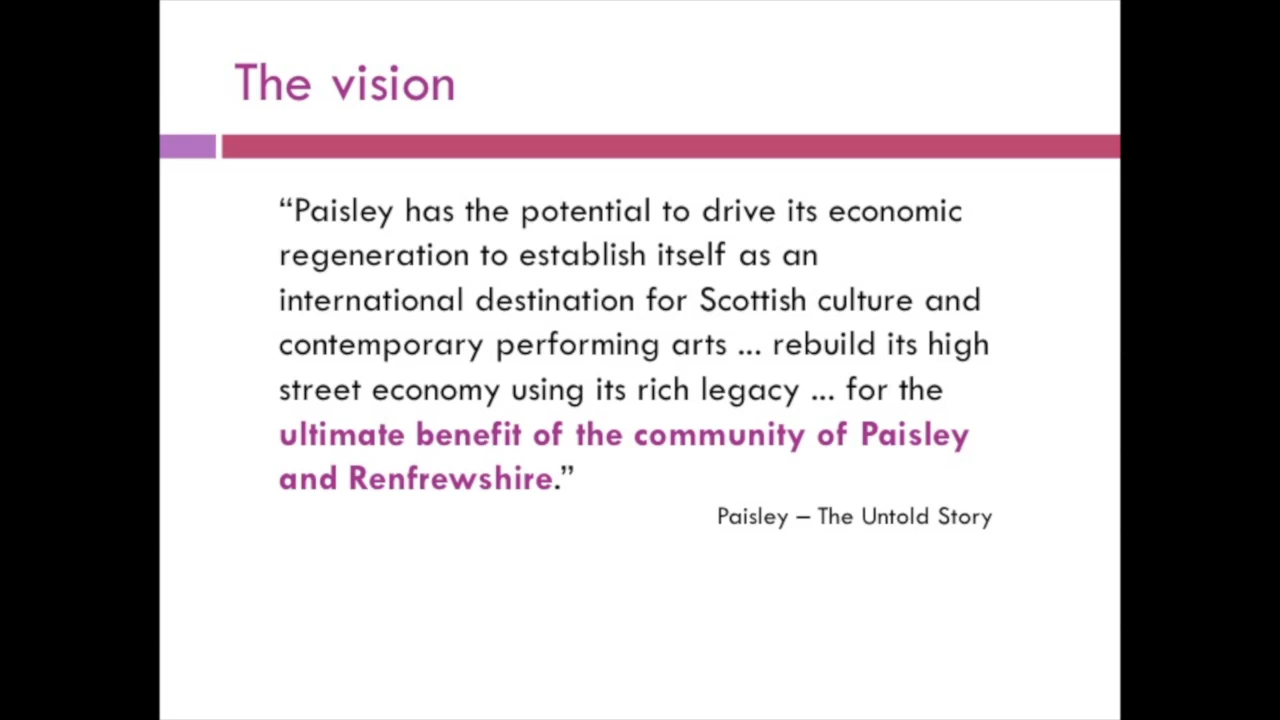 The vision
“Paisley has the potential to drive its economic
regeneration to establish itself as an
international destination for Scottish culture and
contemporary performing arts ... rebuild its high
street economy using its rich legacy ... for the
ultimate benefit of the community of Paisley
and Renfrewshire.”
Paisley – The Untold Story